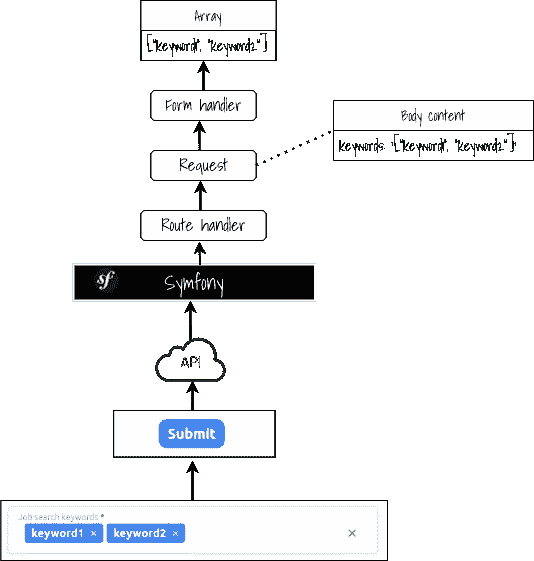 Array
["keyword1", "keyword2"]
Form handler
Request
Body content
keywords: "["keyword1", "keyword2"]"
Route handler
sf Symfony
API
Submit
Job search keywords *
keyword1 × keyword2 × ×